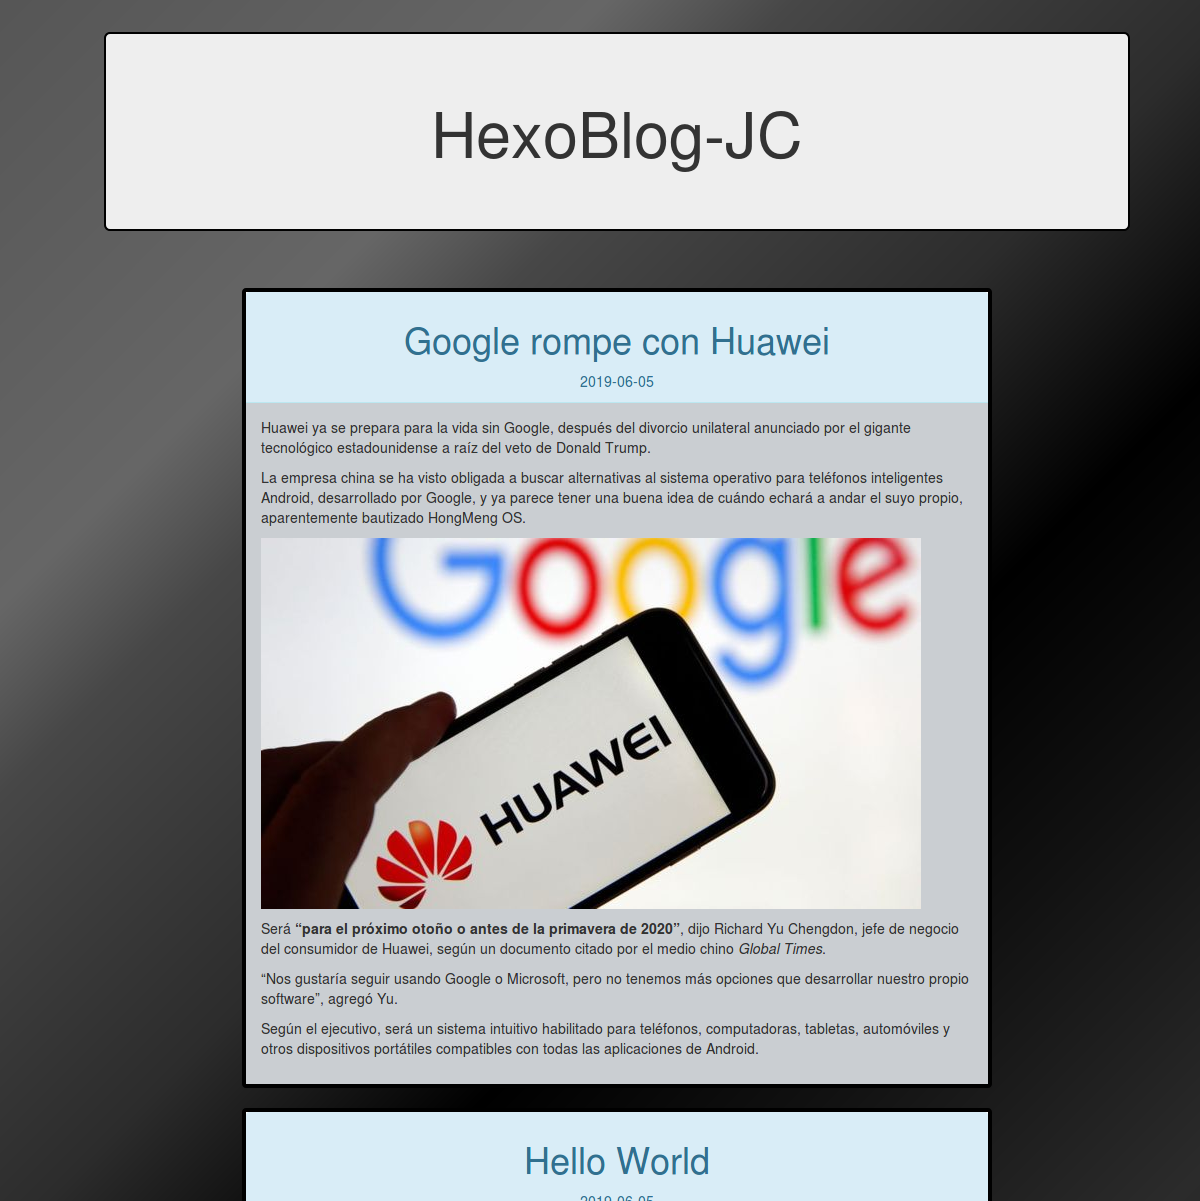 HexoBlog-JC
Google rompe con Huawei
2019-06-05
Huawei ya se prepara para la vida sin Google, después del divorcio unilateral anunciado por el gigante
tecnológico estadounidense a raíz del veto de Donald Trump.
La empresa china se ha visto obligada a buscar alternativas al sistema operativo para teléfonos inteligentes
Android, desarrollado por Google, y ya parece tener una buena idea de cuándo echará a andar el suyo propio,
aparentemente bautizado HongMeng OS.
Google
HUAWEI
Será “para el próximo otoño o antes de la primavera de 2020”, dijo Richard Yu Chengdon, jefe de negocio
del consumidor de Huawei, según un documento citado por el medio chino Global Times.
“Nos gustaría seguir usando Google o Microsoft, pero no tenemos más opciones que desarrollar nuestro propio
software”, agregó Yu.
Según el ejecutivo, será un sistema intuitivo habilitado para teléfonos, computadoras, tabletas, automóviles y
otros dispositivos portátiles compatibles con todas las aplicaciones de Android.
Hello World
2019-06-05